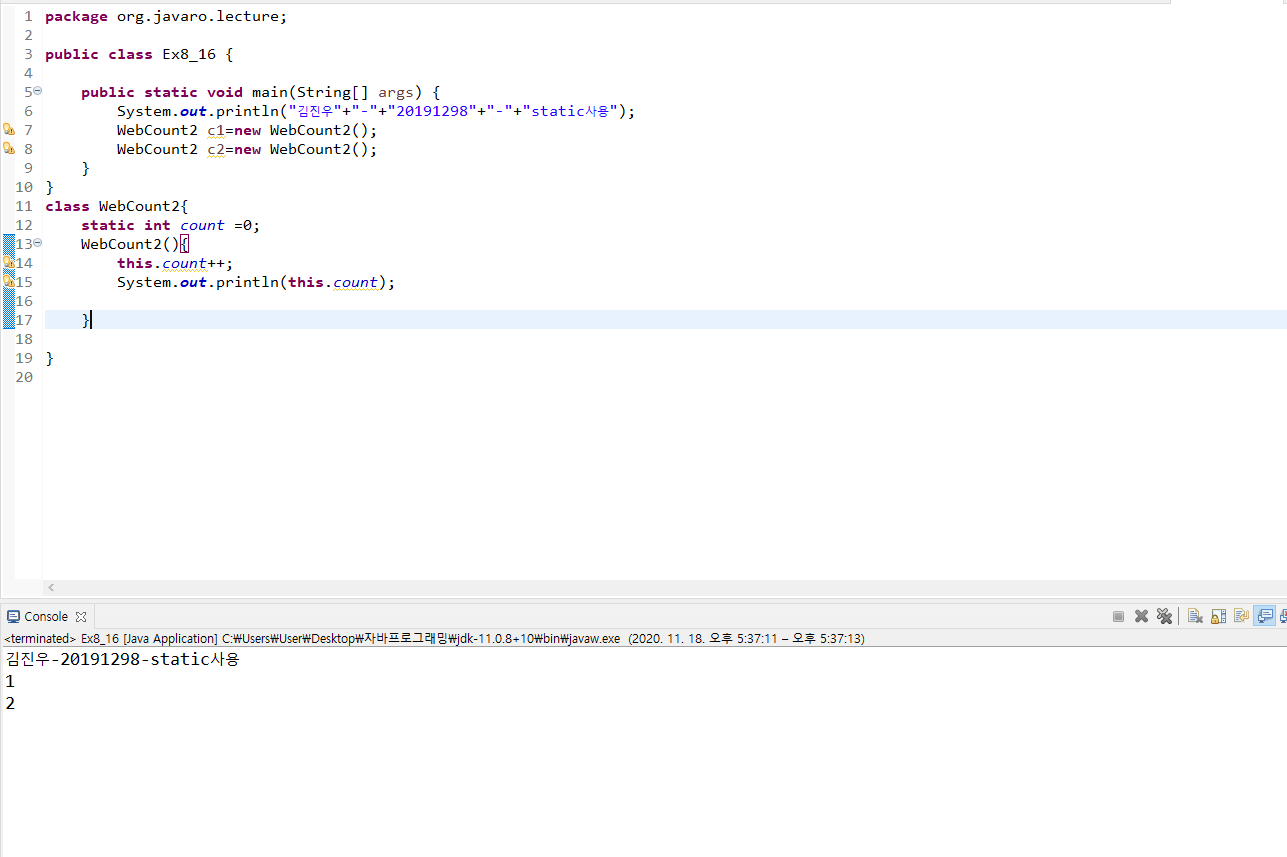 1 package org.javaro.lecture;
2
3 public class Ex8_16 {
4
5 public static void main(String[] args) {
6 System.out.println("김진우"+"-"+"20191298"+"-"+"static사용");
7 WebCount2 c1=new WebCount2();
8 WebCount2 c2=new WebCount2();
9 }
10 }
11 class WebCount2{
12 static int count =0;
13 WebCount2(){
14 this.count++;
15 System.out.println(this.count);
16
17 }
18
19 }
20
Console
<terminated> Ex8_16 [Java Application] C:₩Users₩User₩Desktop₩자바프로그래밍₩jdk-11.0.8+10₩bin₩javaw.exe (2020. 11. 18. 오후 5:37:11 – 오후 5:37:13)
김진우-20191298-static사용
1
2